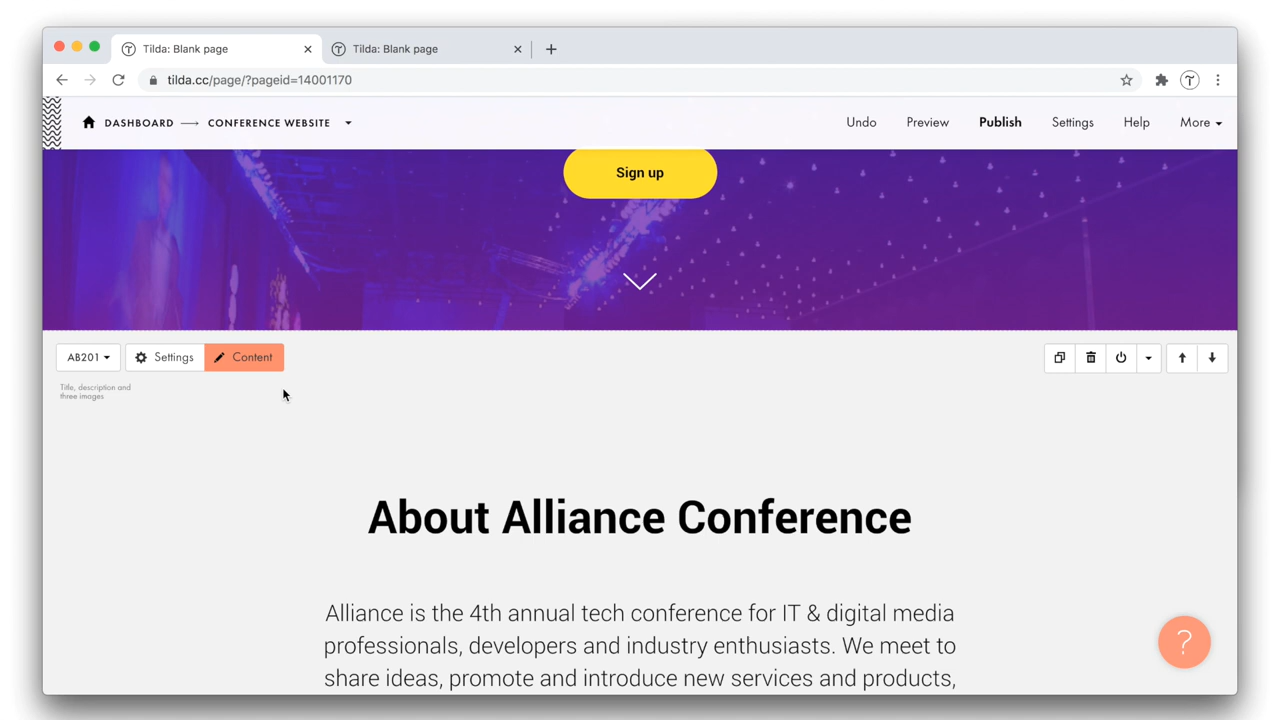 Tilda: Blank page
Tilda: Blank page
tilda.cc/page/?pageid=14001170
DASHBOARD → CONFERENCE WEBSITE
Undo
Preview
Publish
Settings
Help
More
Sign up
AB201
Settings
Content
Title, description and
three images
About Alliance Conference
Alliance is the 4th annual tech conference for IT & digital media
professionals, developers and industry enthusiasts. We meet to
share ideas, promote and introduce new services and products,
?